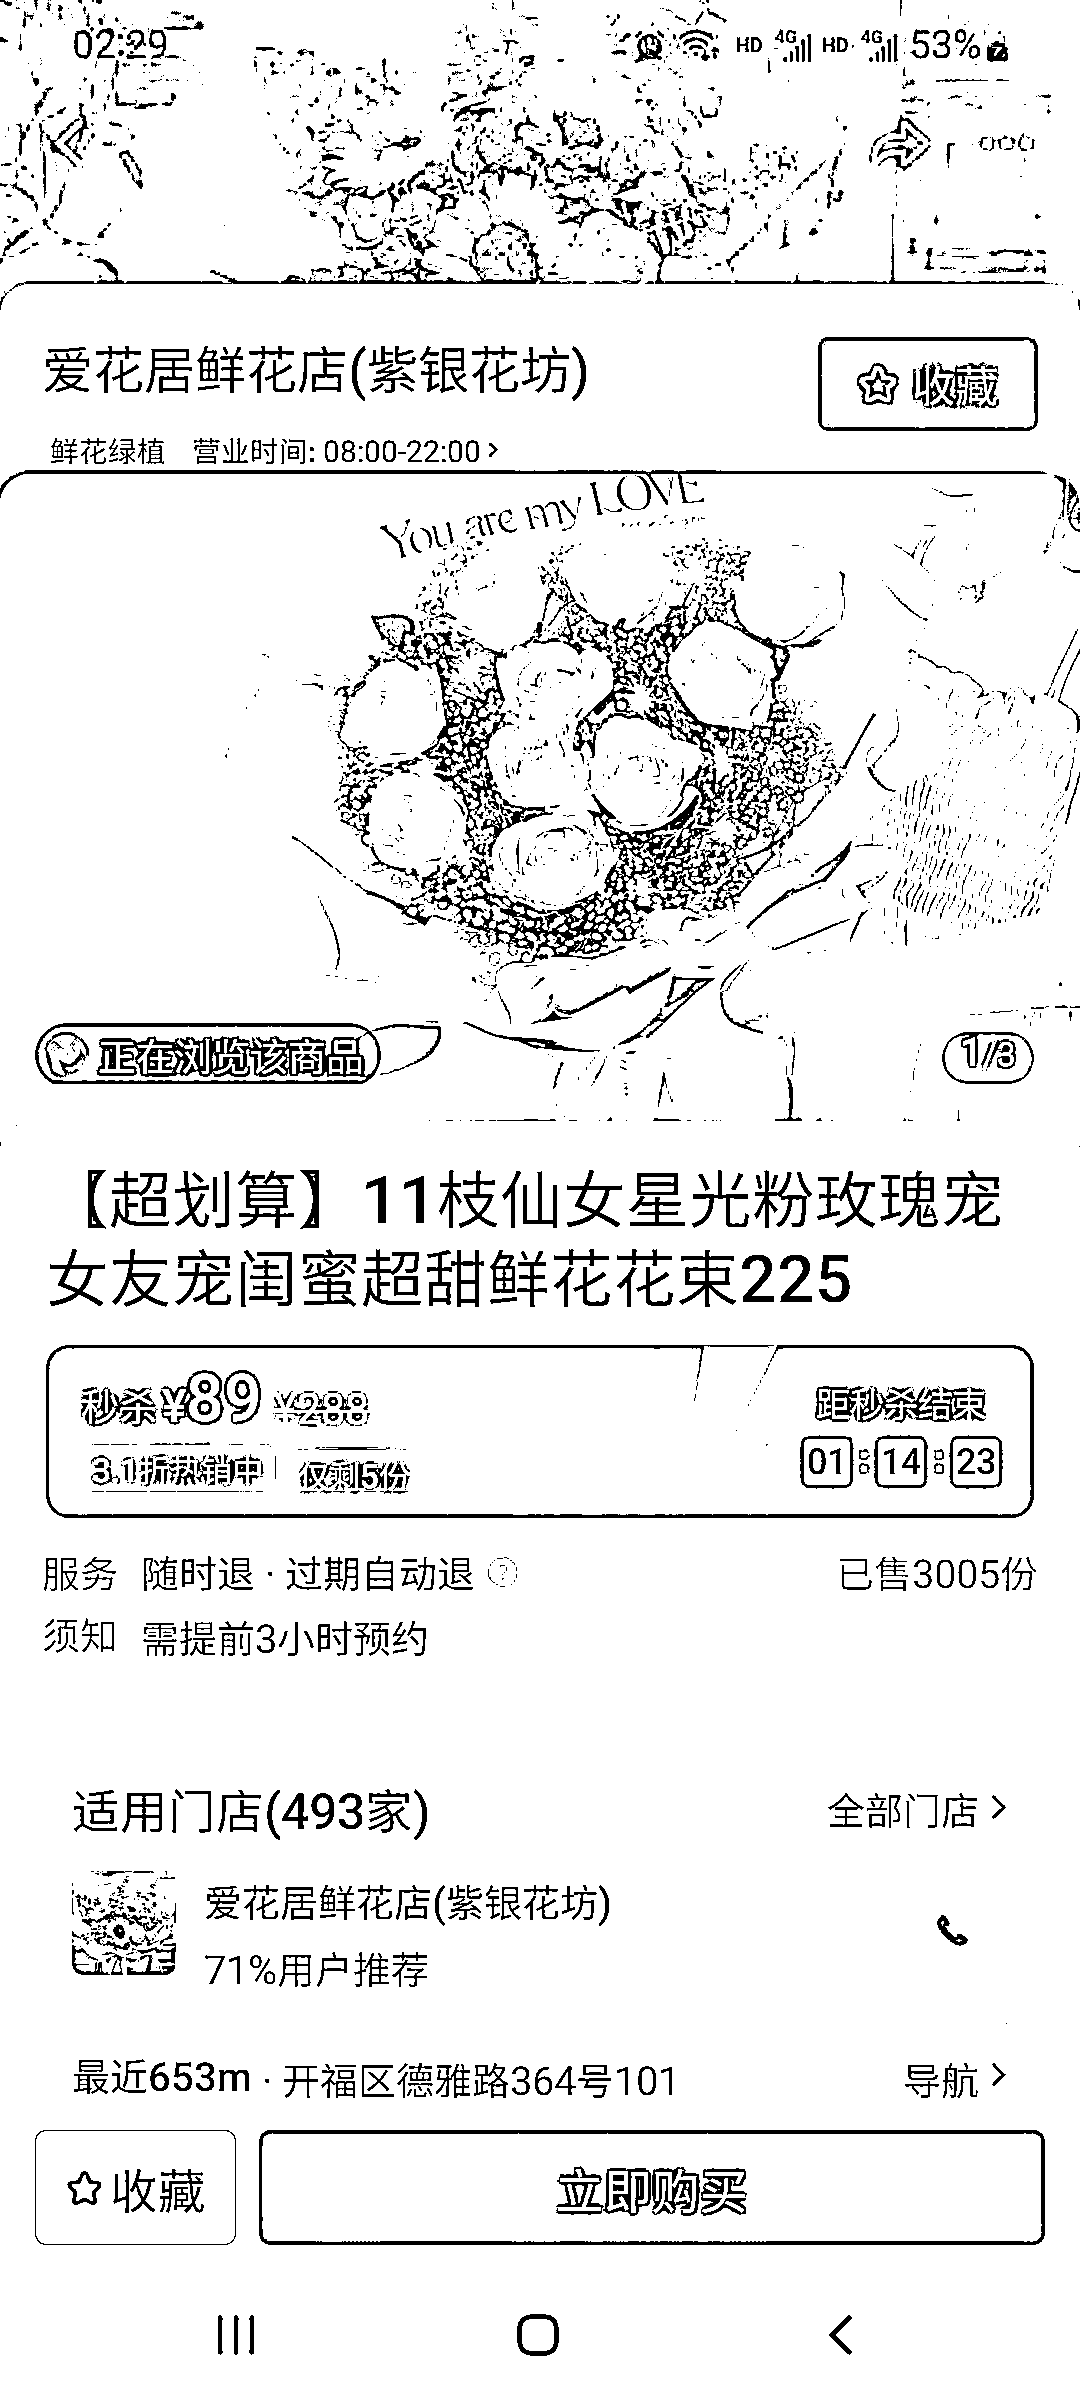 02:29 HD 4G HD 4G 53%
爱花居鲜花店(紫银花坊)
收藏
鲜花绿植 营业时间: 08:00-22:00
You are my LOVE
正在浏览该商品
1/3
【超划算】11枝仙女星光粉玫瑰宠
女友宠闺蜜超甜鲜花花束225
秒杀¥89 ¥288
距秒杀结束
3.1折热销中 仅剩5份
01:14:23
服务 随时退 · 过期自动退
已售3005份
须知 需提前3小时预约
适用门店(493家)
全部门店
爱花居鲜花店(紫银花坊)
71%用户推荐
最近653m · 开福区德雅路364号101
导航
收藏
立即购买